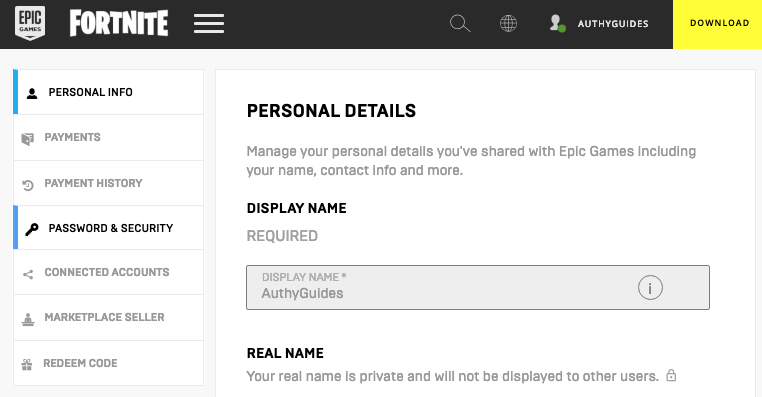 EPIC
GAMES
FORTNITE
AUTHYGUIDES
DOWNLOAD
PERSONAL INFO
PAYMENTS
PAYMENT HISTORY
PASSWORD & SECURITY
CONNECTED ACCOUNTS
MARKETPLACE SELLER
REDEEM CODE
PERSONAL DETAILS
Manage your personal details you've shared with Epic Games including
your name, contact info and more.
DISPLAY NAME
REQUIRED
DISPLAY NAME *
AuthyGuides
REAL NAME
Your real name is private and will not be displayed to other users.